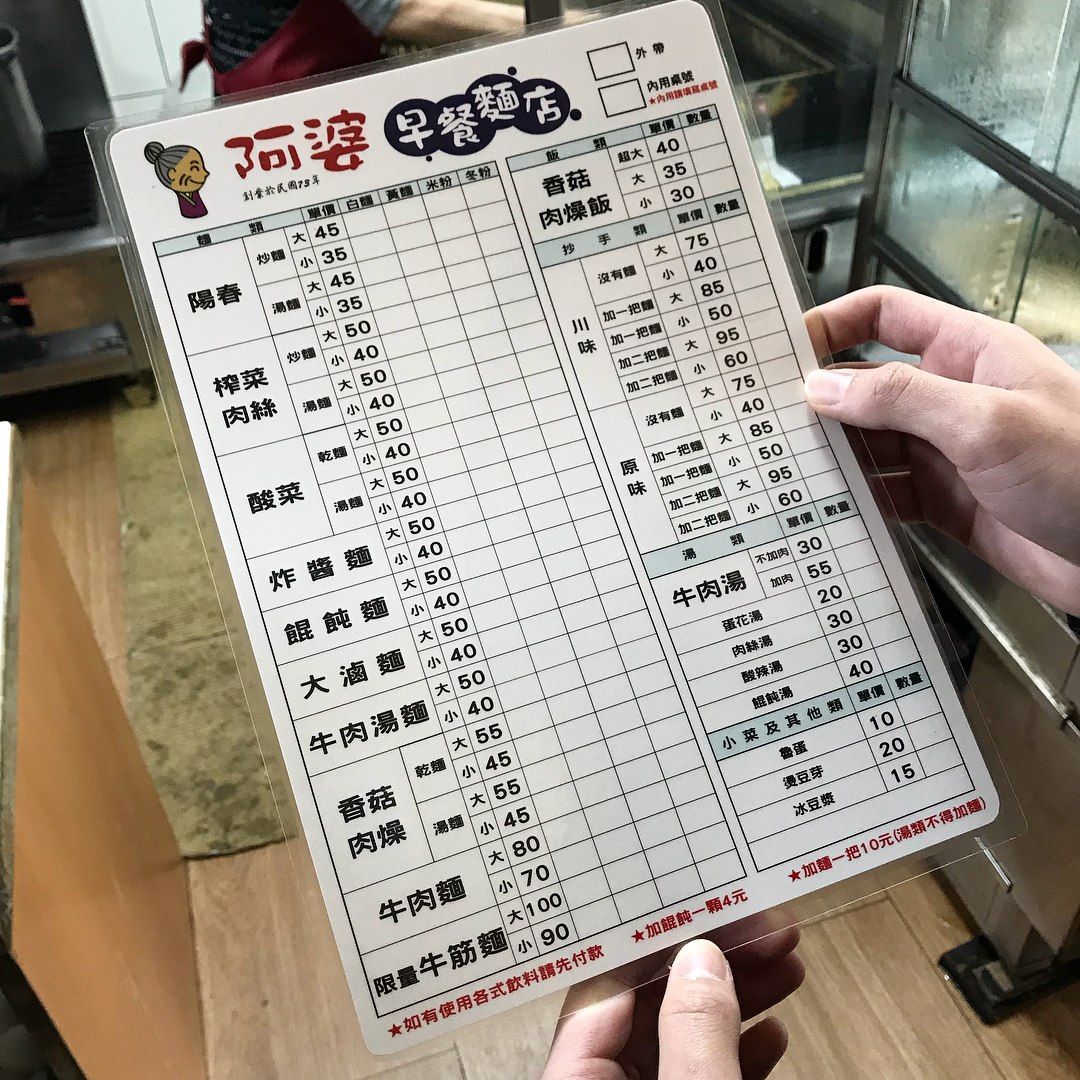 外帶
內用桌號
★內用請填寫桌號
阿婆 早餐麵店
創業於民國73年
麵類 單價 白麵 黃麵 米粉 冬粉
陽春 炒麵 大 45
小 35
湯麵 大 45
小 35
榨菜肉絲 炒麵 大 50
小 40
湯麵 大 50
小 40
酸菜 乾麵 大 50
小 40
湯麵 大 50
小 40
炸醬麵 大 50
小 40
餛飩麵 大 50
小 40
大滷麵 大 50
小 40
牛肉湯麵 大 50
小 40
香菇肉燥 乾麵 大 55
小 45
湯麵 大 55
小 45
牛肉麵 大 80
小 70
限量牛筋麵 大 100
小 90
飯類 單價 數量
香菇肉燥飯 超大 40
大 35
小 30
抄手類 單價 數量
川味 沒有麵 大 75
小 40
加一把麵 大 85
加一把麵 小 50
加二把麵 大 95
加二把麵 小 60
原味 沒有麵 大 75
小 40
加一把麵 大 85
加一把麵 小 50
加二把麵 大 95
加二把麵 小 60
湯類 單價 數量
牛肉湯 不加肉 30
加肉 55
蛋花湯 20
肉絲湯 30
酸辣湯 30
餛飩湯 40
小菜及其他類 單價 數量
魯蛋 10
燙豆芽 20
冰豆漿 15
★如有使用各式飲料請先付款 ★加餛飩一顆4元 ★加麵一把10元(湯類不得加麵)